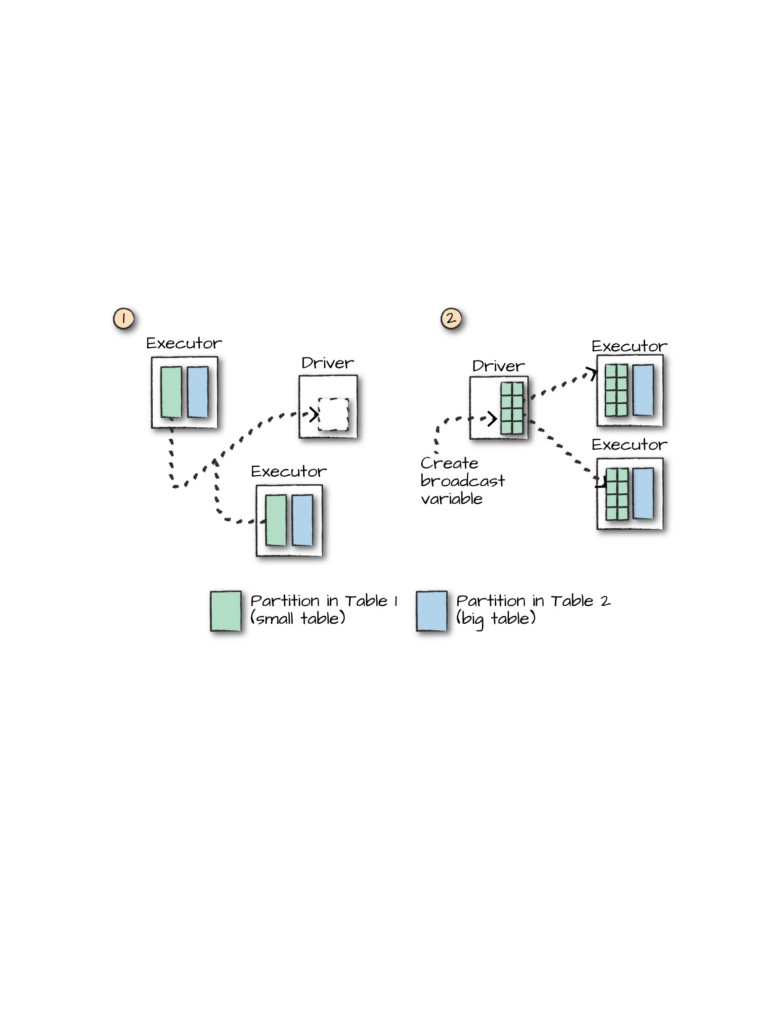 1
Executor
Driver
Executor
2
Driver
Executor
Executor
Create
broadcast
variable
Partition in Table 1
(small table)
Partition in Table 2
(big table)